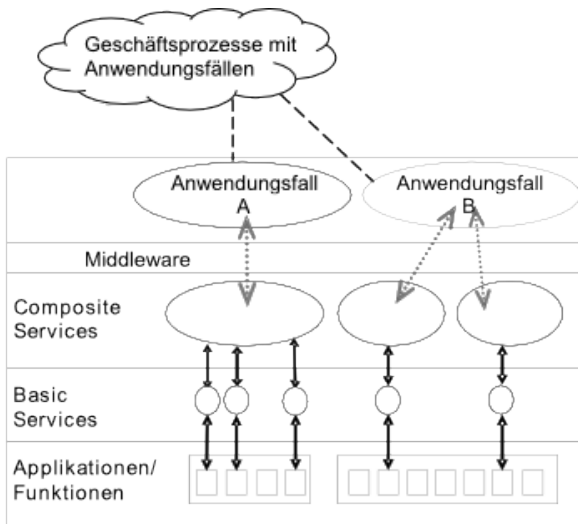 Geschäftsprozesse mit
Anwendungsfällen
Anwendungsfall
A
Anwendungsfall
B
Middleware
Composite
Services
Basic
Services
Applikationen/
Funktionen